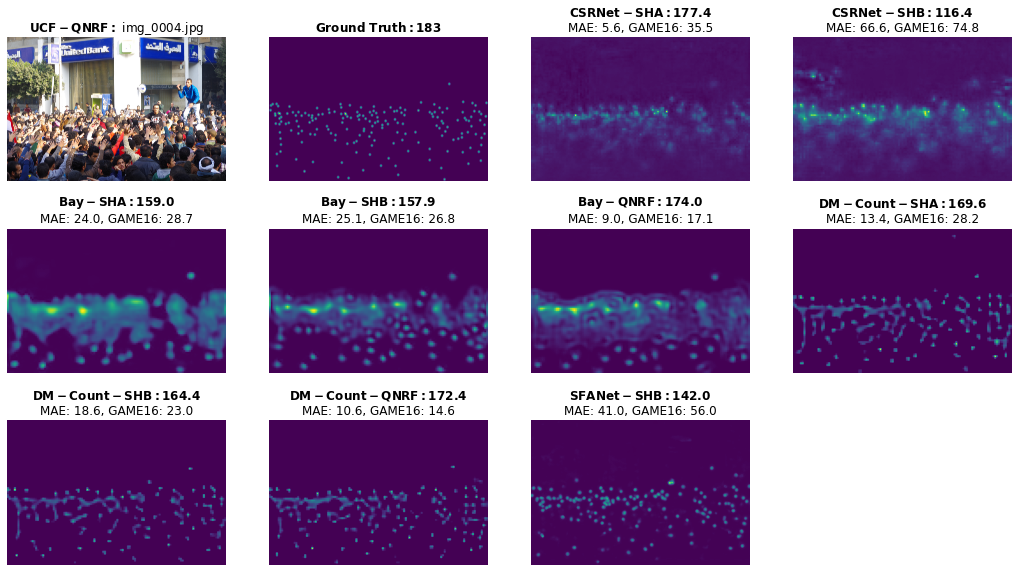 UCF − QNRF : img_0004.jpg
Ground Truth : 183
CSRNet − SHA : 177.4
MAE: 5.6, GAME16: 35.5
CSRNet − SHB : 116.4
MAE: 66.6, GAME16: 74.8
UnitedBank
المصرف المتحد
Bay − SHA : 159.0
MAE: 24.0, GAME16: 28.7
Bay − SHB : 157.9
MAE: 25.1, GAME16: 26.8
Bay − QNRF : 174.0
MAE: 9.0, GAME16: 17.1
DM − Count − SHA : 169.6
MAE: 13.4, GAME16: 28.2
DM − Count − SHB : 164.4
MAE: 18.6, GAME16: 23.0
DM − Count − QNRF : 172.4
MAE: 10.6, GAME16: 14.6
SFANet − SHB : 142.0
MAE: 41.0, GAME16: 56.0